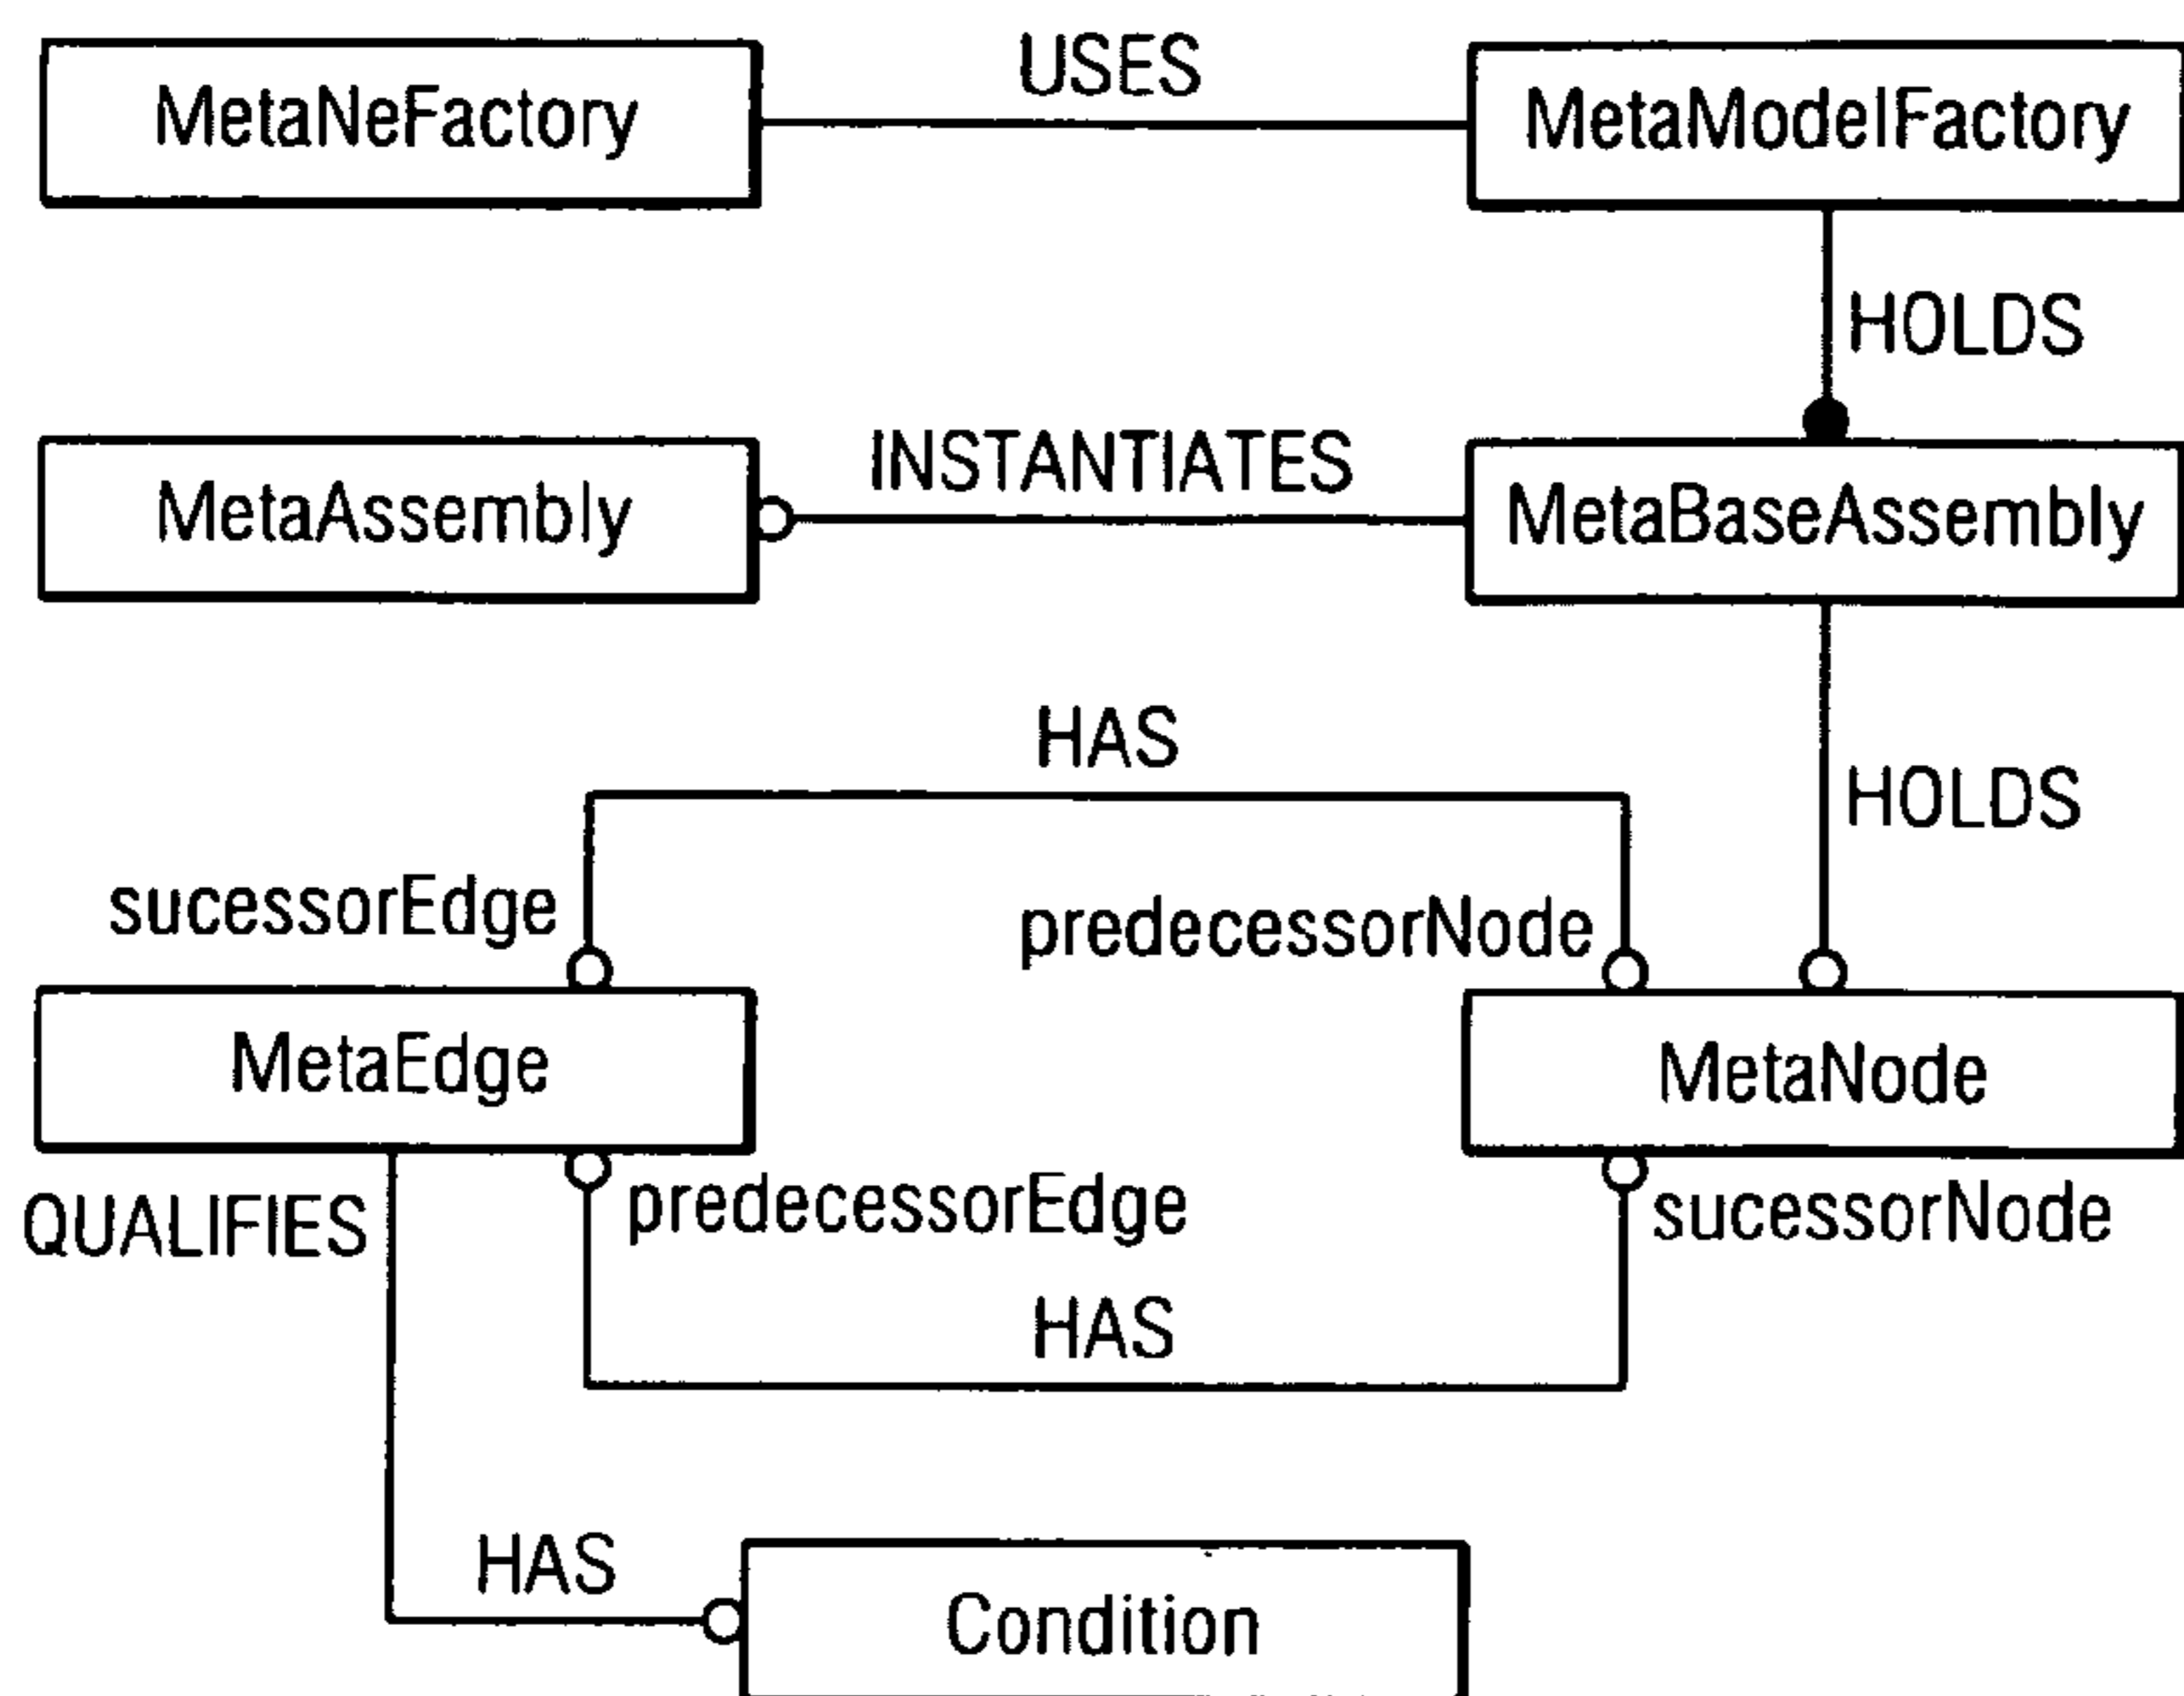 USES
MetaNeFactory
MetaModelFactory
HOLDS
INSTANTIATES
MetaAssembly
MetaBaseAssembly
HAS
HOLDS
sucessorEdge
predecessorNode
MetaEdge
MetaNode
QUALIFIES
predecessorEdge
sucessorNode
HAS
HAS
Condition